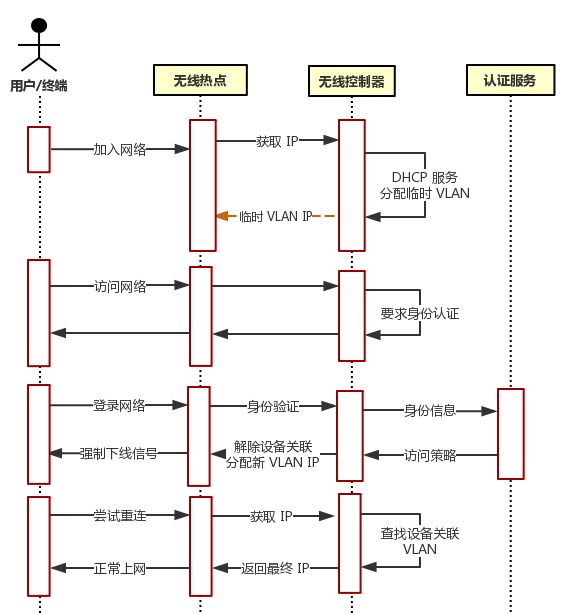 用户/终端
无线热点
无线控制器
认证服务
加入网络
获取 IP
DHCP 服务
分配临时 VLAN
临时 VLAN IP
访问网络
要求身份认证
登录网络
身份验证
身份信息
强制下线信号
解除设备关联
分配新 VLAN IP
访问策略
尝试重连
获取 IP
查找设备关联
VLAN
正常上网
返回最终 IP